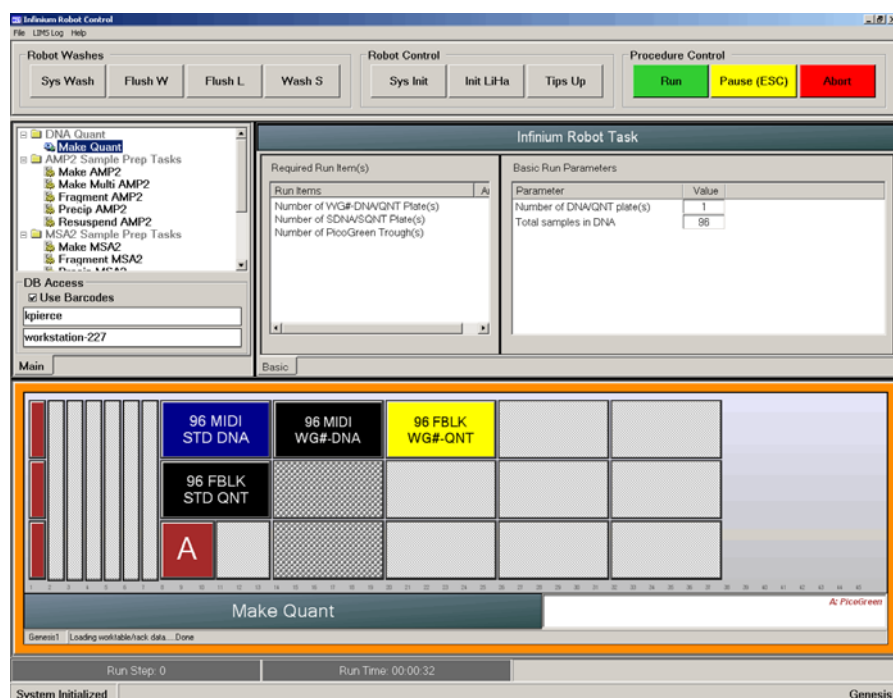 Infinium Robot Control
File LIMS Log Help
Robot Washes
Sys Wash Flush W Flush L Wash S
Robot Control
Sys Init Init LiHa Tips Up
Procedure Control
Run Pause (ESC) Abort
DNA Quant
Make Quant
AMP2 Sample Prep Tasks
Make AMP2
Make Multi AMP2
Fragment AMP2
Precip AMP2
Resuspend AMP2
MSA2 Sample Prep Tasks
Make MSA2
Fragment MSA2
DB Access
Use Barcodes
kpierce
workstation-227
Main
Infinium Robot Task
Required Run Item(s)
Run Items
Number of WG#-DNA/QNT Plate(s)
Number of SDNA/SQNT Plate(s)
Number of PicoGreen Trough(s)
Basic Run Parameters
Parameter Value
Number of DNA/QNT plate(s) 1
Total samples in DNA 96
Basic
96 MIDI
STD DNA
96 MIDI
WG#-DNA
96 FBLK
WG#-QNT
96 FBLK
STD QNT
A
Make Quant
A: PicoGreen
Genesis1 Loading worktable/rack data....Done
Run Step: 0 Run Time: 00:00:32
System Initialized Genesis